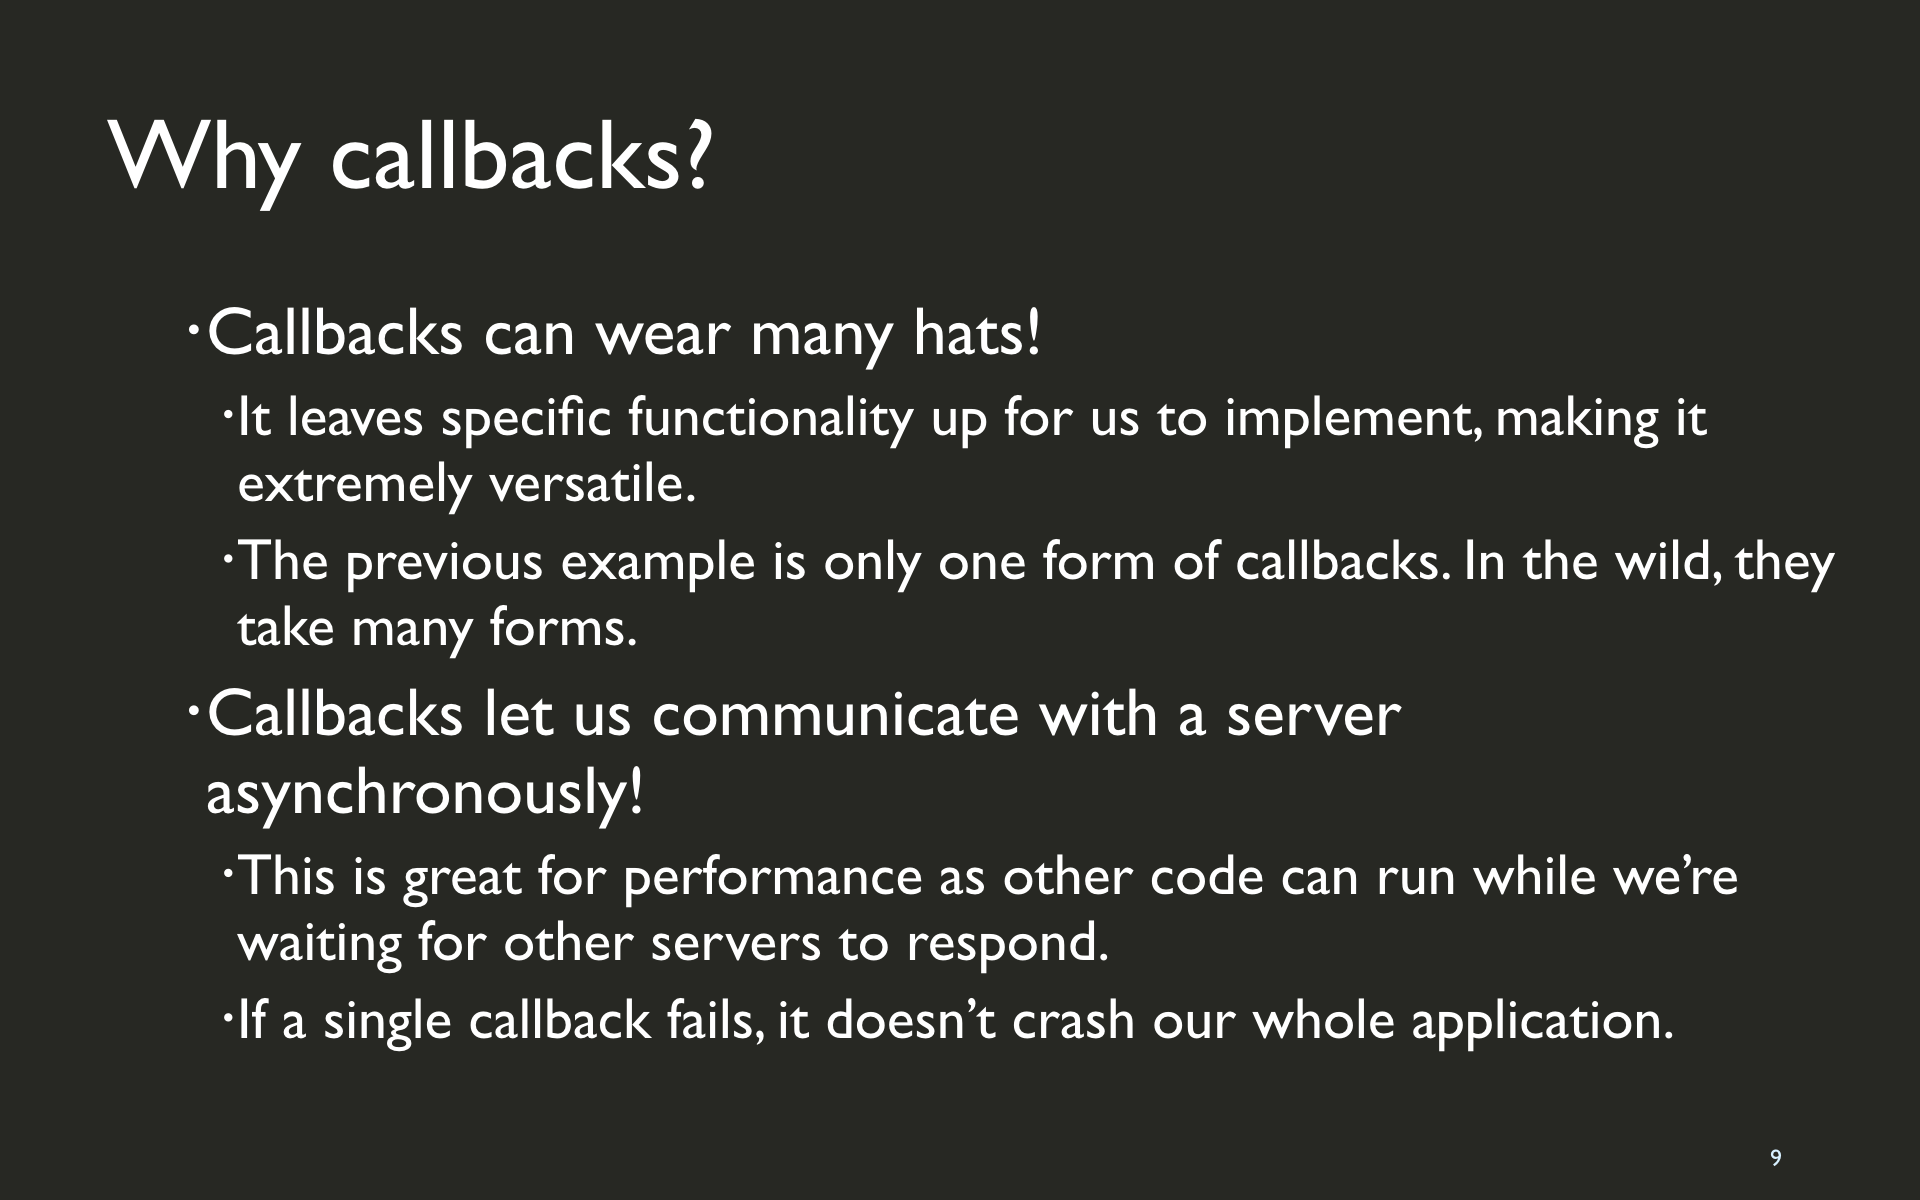 Why callbacks?
•Callbacks can wear many hats!
•It leaves specific functionality up for us to implement, making it
extremely versatile.
•The previous example is only one form of callbacks. In the wild, they
take many forms.
•Callbacks let us communicate with a server
asynchronously!
•This is great for performance as other code can run while we’re
waiting for other servers to respond.
•If a single callback fails, it doesn’t crash our whole application.
9